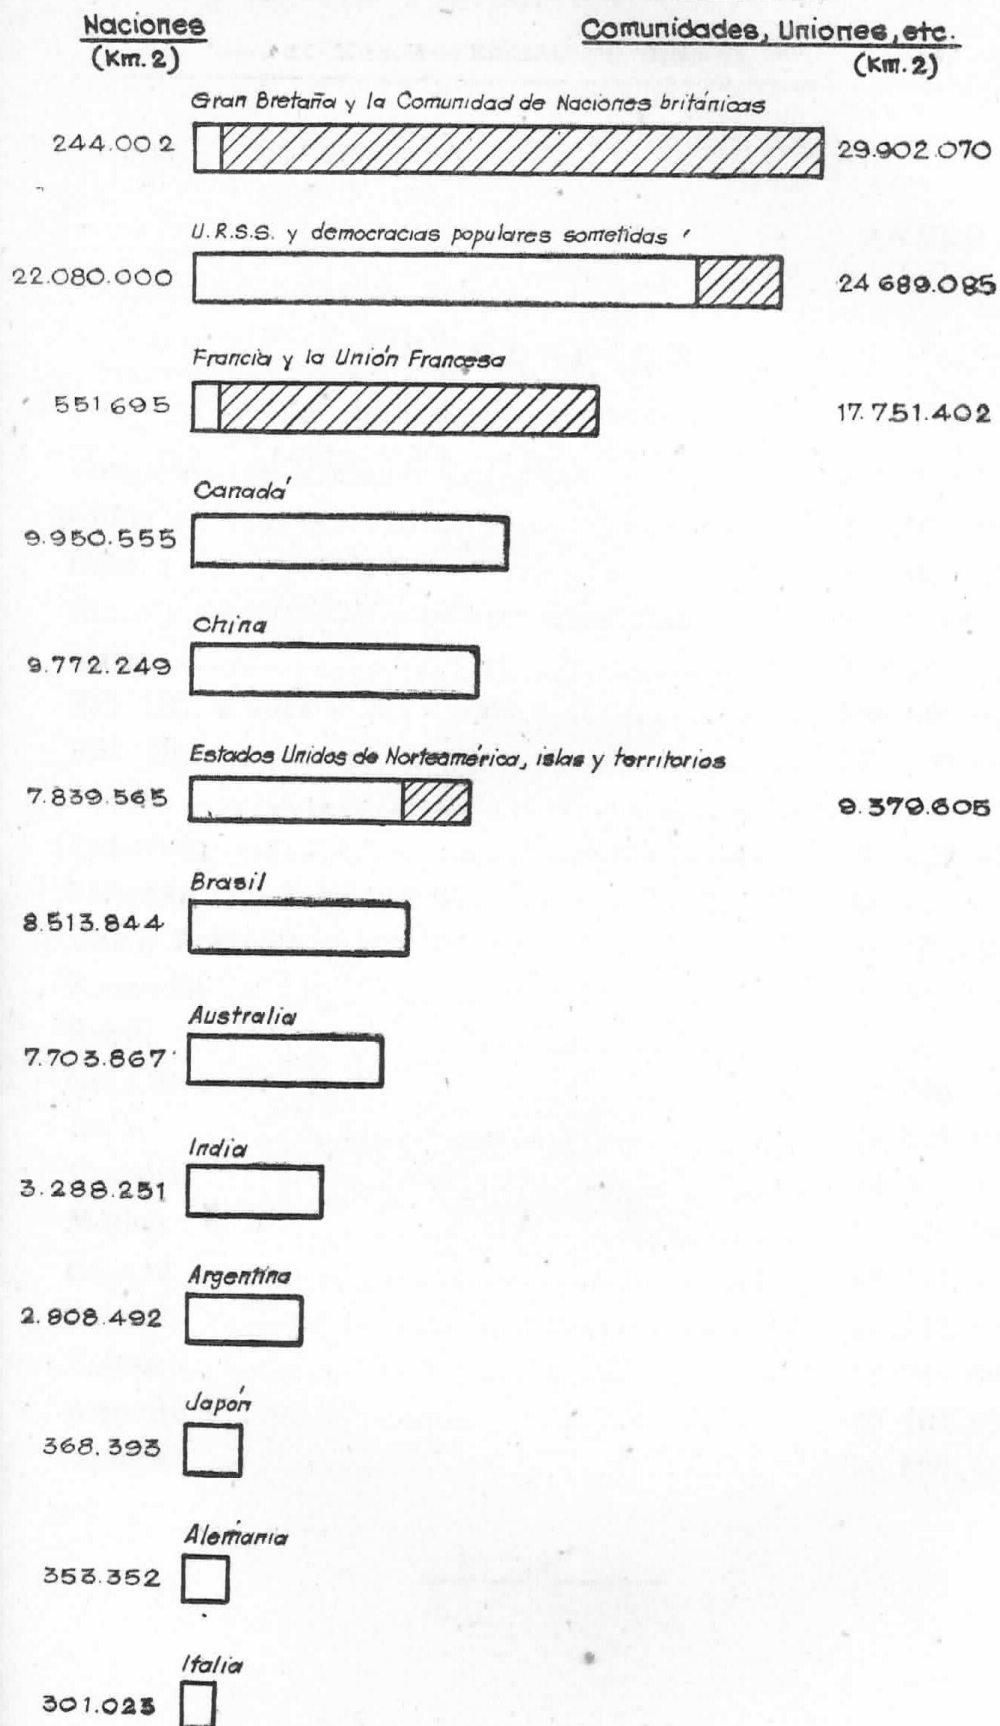 Naciones
(Km.2)
Comunidades, Uniones, etc.
(Km.2)
Gran Bretaña y la Comunidad de Naciones británicas
244.002 29.902.070
U.R.S.S. y democracias populares sometidas
22.080.000 24 689.085
Francia y la Unión Francesa
551.695 17.751.402
Canadá
9.950.555
China
9.772.249
Estados Unidos de Norteamérica, islas y territorios
7.839.565 9.379.605
Brasil
8.513.844
Australia
7.703.867
India
3.288.251
Argentina
2.808.492
Japón
368.393
Alemania
353.352
Italia
301.023